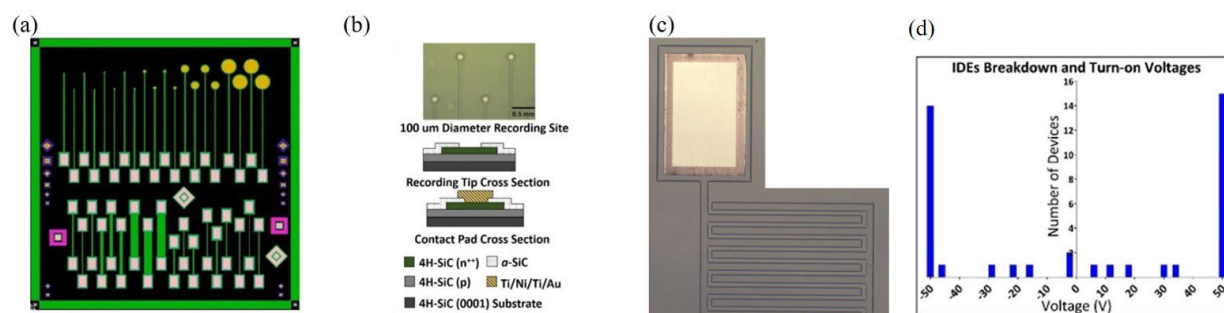 (a)
(b)
0.5 mm
100 um Diameter Recording Site
Recording Tip Cross Section
Contact Pad Cross Section
4H-SiC (n⁺⁺)
a-SiC
4H-SiC (p)
Ti/Ni/Ti/Au
4H-SiC (0001) Substrate
(c)
(d)
IDEs Breakdown and Turn-on Voltages
Number of Devices
16
14
12
10
8
6
4
2
-50
-40
-30
-20
-10
0
10
20
30
40
50
Voltage (V)